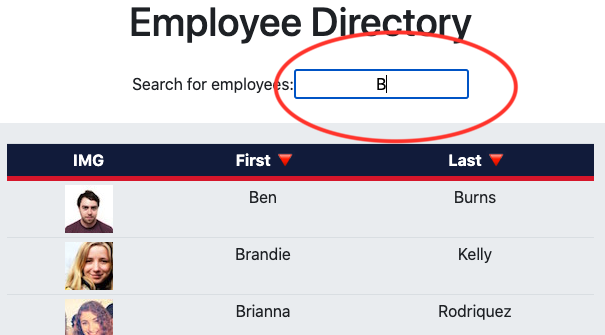 Employee Directory
Search for employees: B
IMG First Last
Ben Burns
Brandie Kelly
Brianna Rodriquez